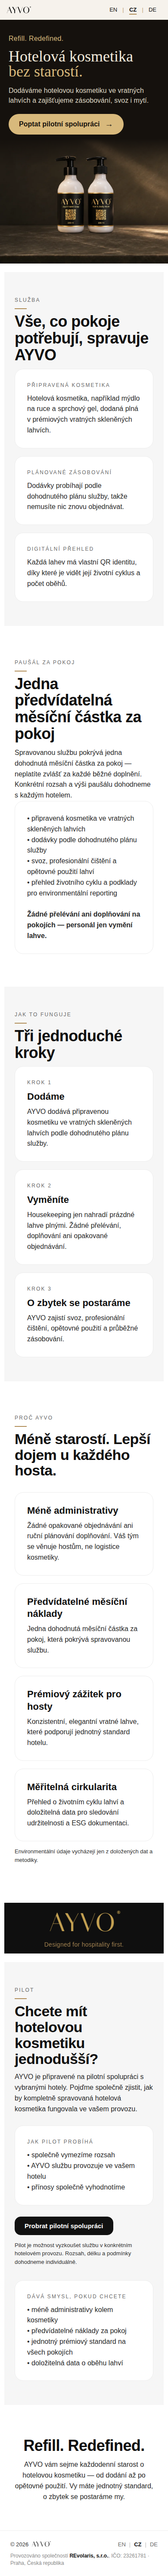 AYVO
EN | CZ | DE
Refill. Redefined.
Hotelová kosmetika
bez starostí.
Dodáváme hotelovou kosmetiku ve vratných
lahvích a zajišťujeme zásobování, svoz i mytí.
Poptat pilotní spolupráci →
AYVO AYVO
SLUŽBA
Vše, co pokoje
potřebují, spravuje
AYVO
PŘIPRAVENÁ KOSMETIKA
Hotelová kosmetika, například mýdlo
na ruce a sprchový gel, dodaná plná
v prémiových vratných skleněných
lahvích.
PLÁNOVANÉ ZÁSOBOVÁNÍ
Dodávky probíhají podle
dohodnutého plánu služby, takže
nemusíte nic znovu objednávat.
DIGITÁLNÍ PŘEHLED
Každá lahev má vlastní QR identitu,
díky které je vidět její životní cyklus a
počet oběhů.
PAUŠÁL ZA POKOJ
Jedna
předvídatelná
měsíční částka za
pokoj
Spravovanou službu pokrývá jedna
dohodnutá měsíční částka za pokoj —
neplatíte zvlášť za každé běžné doplnění.
Konkrétní rozsah a výši paušálu dohodneme
s každým hotelem.
• připravená kosmetika ve vratných
skleněných lahvích
• dodávky podle dohodnutého plánu
služby
• svoz, profesionální čištění a
opětovné použití lahví
• přehled životního cyklu a podklady
pro environmentální reporting
Žádné přelévání ani doplňování na
pokojích — personál jen vymění
lahve.
JAK TO FUNGUJE
Tři jednoduché
kroky
KROK 1
Dodáme
AYVO dodává připravenou
kosmetiku ve vratných skleněných
lahvích podle dohodnutého plánu
služby.
KROK 2
Vyměníte
Housekeeping jen nahradí prázdné
lahve plnými. Žádné přelévání,
doplňování ani opakované
objednávání.
KROK 3
O zbytek se postaráme
AYVO zajistí svoz, profesionální
čištění, opětovné použití a průběžné
zásobování.
PROČ AYVO
Méně starostí. Lepší
dojem u každého
hosta.
Méně administrativy
Žádné opakované objednávání ani
ruční plánování doplňování. Váš tým
se věnuje hostům, ne logistice
kosmetiky.
Předvídatelné měsíční
náklady
Jedna dohodnutá měsíční částka za
pokoj, která pokrývá spravovanou
službu.
Prémiový zážitek pro
hosty
Konzistentní, elegantní vratné lahve,
které podporují jednotný standard
hotelu.
Měřitelná cirkularita
Přehled o životním cyklu lahví a
doložitelná data pro sledování
udržitelnosti a ESG dokumentaci.
Environmentální údaje vycházejí jen z doložených dat a
metodiky.
AYVO
Designed for hospitality first.
PILOT
Chcete mít
hotelovou
kosmetiku
jednodušší?
AYVO je připravené na pilotní spolupráci s
vybranými hotely. Pojďme společně zjistit, jak
by kompletně spravovaná hotelová
kosmetika fungovala ve vašem provozu.
JAK PILOT PROBÍHÁ
• společně vymezíme rozsah
• AYVO službu provozuje ve vašem
hotelu
• přínosy společně vyhodnotíme
Probrat pilotní spolupráci
Pilot je možnost vyzkoušet službu v konkrétním
hotelovém provozu. Rozsah, délku a podmínky
dohodneme individuálně.
DÁVÁ SMYSL, POKUD CHCETE
• méně administrativy kolem
kosmetiky
• předvídatelné náklady za pokoj
• jednotný prémiový standard na
všech pokojích
• doložitelná data o oběhu lahví
Refill. Redefined.
AYVO vám sejme každodenní starost o
hotelovou kosmetiku — od dodání až po
opětovné použití. Vy máte jednotný standard,
o zbytek se postaráme my.
© 2026 AYVO EN | CZ | DE
Provozováno společností REvolaris, s.r.o. IČO: 23261781
Praha, Česká republika